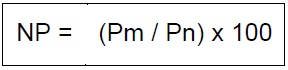 NP = (Pm / Pn) x 100